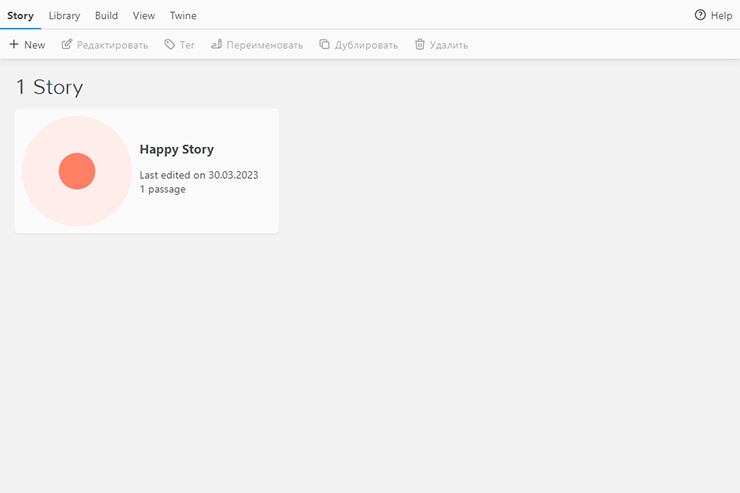 Story Library Build View Twine Help
New Редактировать Тег Переименовать Дублировать Удалить
1 Story
Happy Story
Last edited on 30.03.2023
1 passage